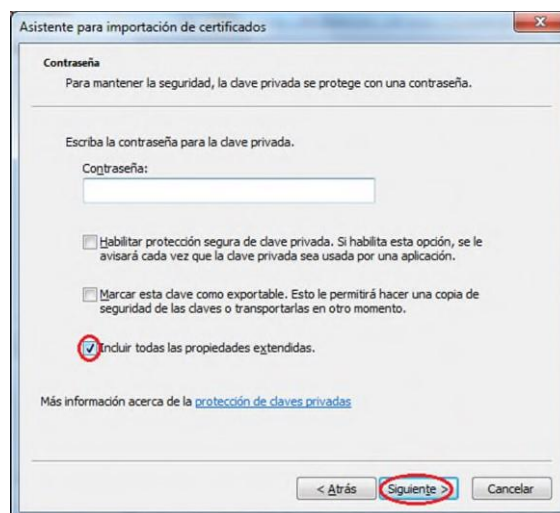 Asistente para importación de certificados
Contraseña
Para mantener la seguridad, la clave privada se protege con una contraseña.
Escriba la contraseña para la clave privada.
Contraseña:
Habilitar protección segura de clave privada. Si habilita esta opción, se le
avisará cada vez que la clave privada sea usada por una aplicación.
Marcar esta clave como exportable. Esto le permitirá hacer una copia de
seguridad de las claves o transportarlas en otro momento.
Incluir todas las propiedades extendidas.
Más información acerca de la protección de claves privadas
< Atrás Siguiente > Cancelar